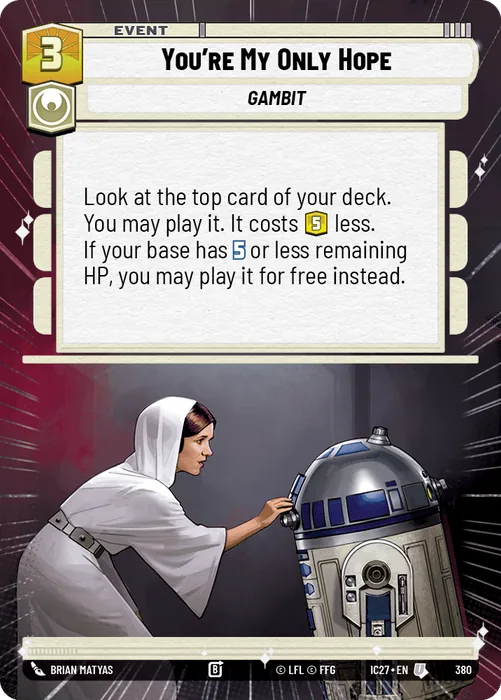 3
EVENT
YOU'RE MY ONLY HOPE
GAMBIT
Look at the top card of your deck.
You may play it. It costs 5 less.
If your base has 5 or less remaining
HP, you may play it for free instead.
BRIAN MATYAS
B
© LFL © FFG
IC27 • EN
380